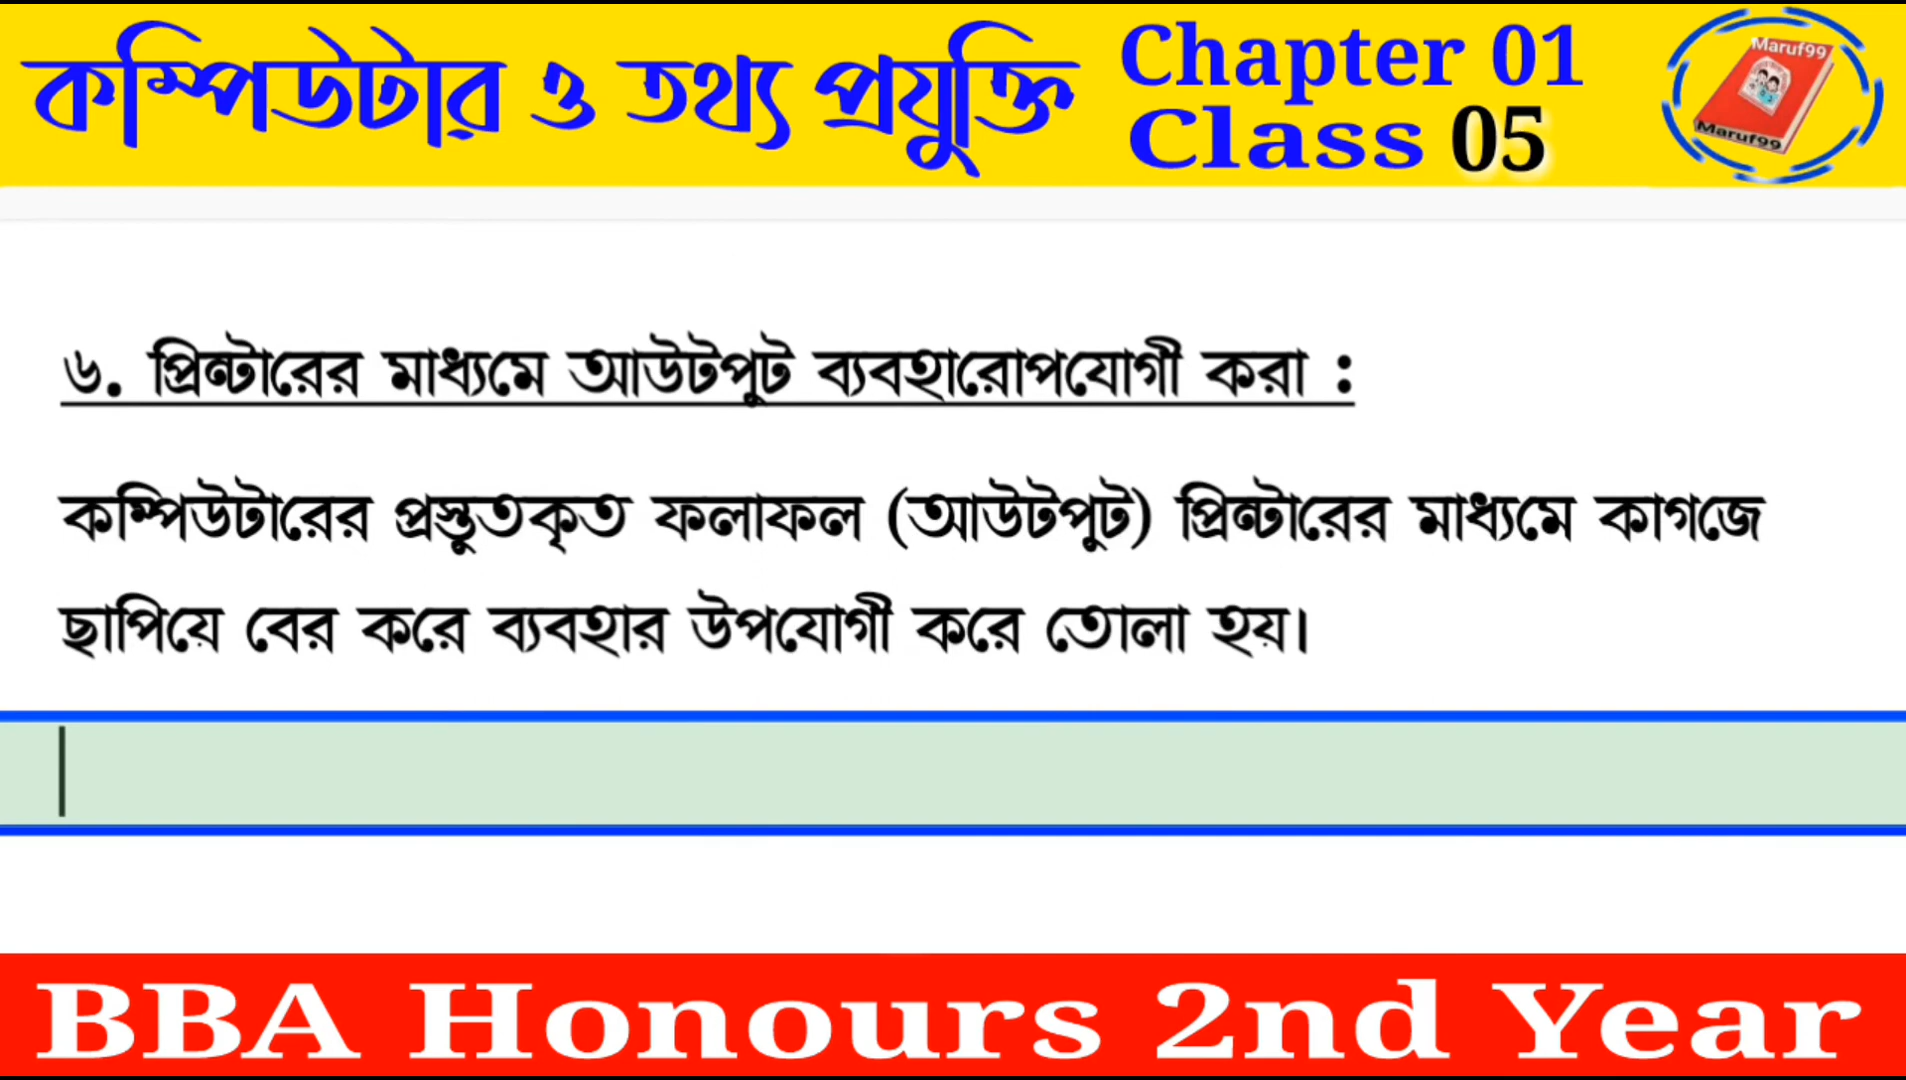 কম্পিউটার ও তথ্য প্রযুক্তি
Chapter 01
Class 05
Maruf99
Maruf99
৬. প্রিন্টারের মাধ্যমে আউটপুট ব্যবহারোপযোগী করা :
কম্পিউটারের প্রস্তুতকৃত ফলাফল (আউটপুট) প্রিন্টারের মাধ্যমে কাগজে
ছাপিয়ে বের করে ব্যবহার উপযোগী করে তোলা হয়।
BBA Honours 2nd Year